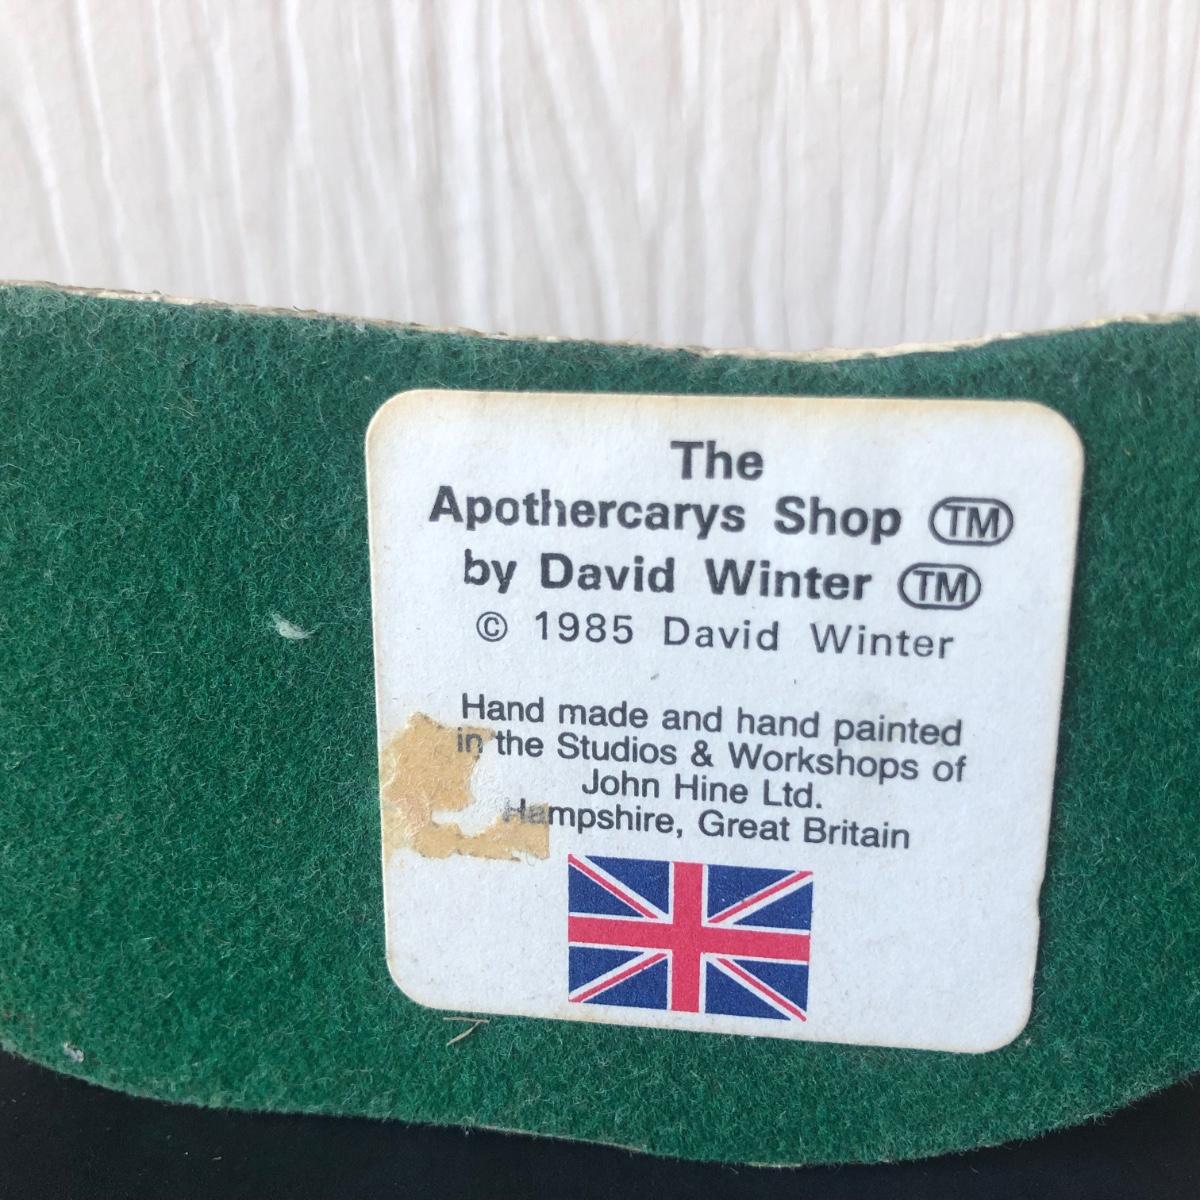 The
Apothercarys Shop TM
by David Winter TM
© 1985 David Winter
Hand made and hand painted
in the Studios & Workshops of
John Hine Ltd.
Hampshire, Great Britain